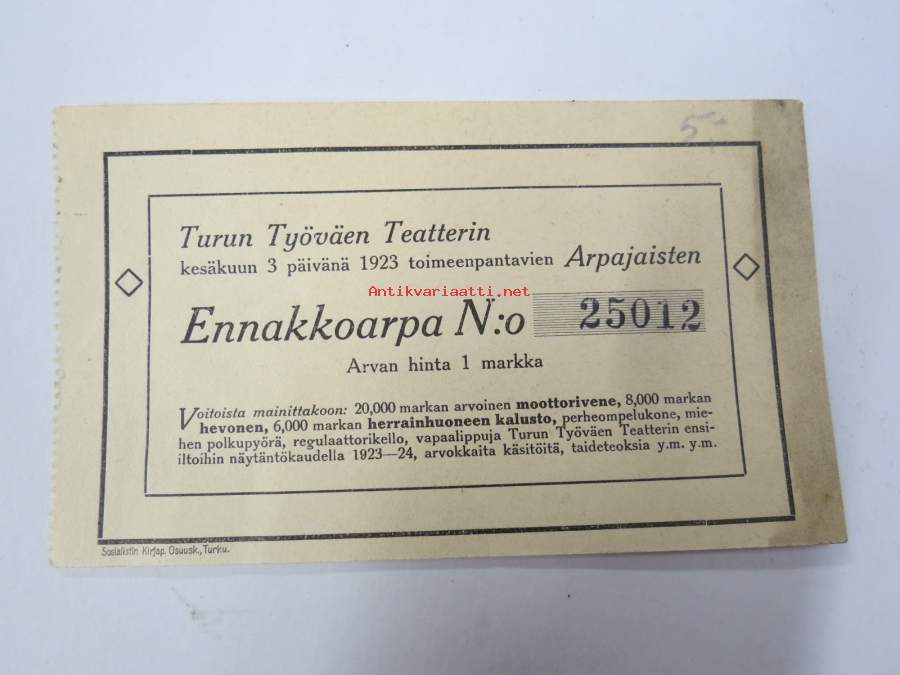 5:-
Turun Työväen Teatterin
kesäkuun 3 päivänä 1923 toimeenpantavien Arpajaisten
Antikvariaatti.net
Ennakkoarpa N:o 25012
Arvan hinta 1 markka
Voitoista mainittakoon: 20,000 markan arvoinen moottorivene, 8,000 markan
hevonen, 6,000 markan herrainhuoneen kalusto, perheompelukone, mie-
hen polkupyörä, regulaattorikello, vapaalippuja Turun Työväen Teatterin ensi-
iltoihin näytäntökaudella 1923—24, arvokkaita käsitöitä, taideteoksia y.m. y.m.
Sosialistin Kirjap. Osuusk., Turku.